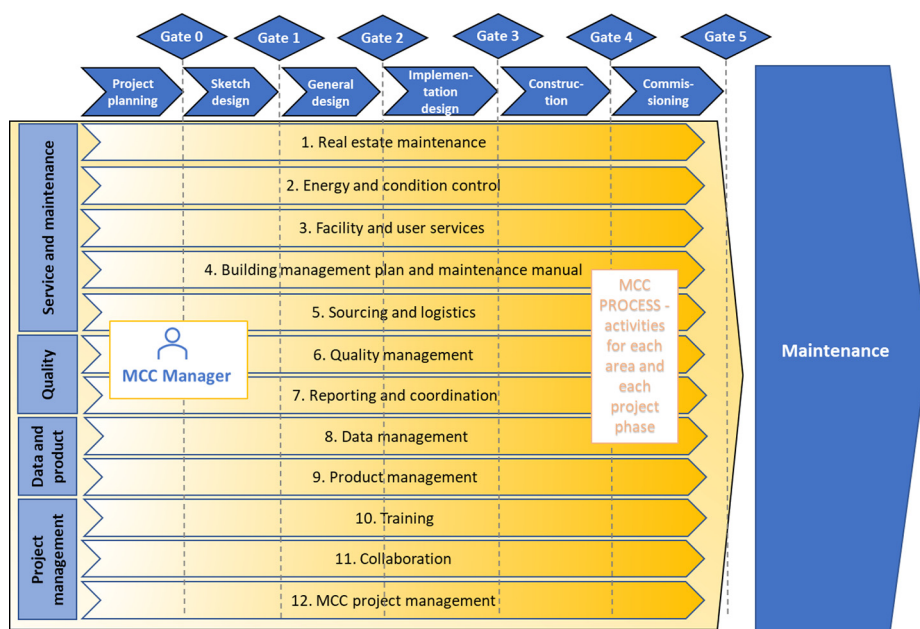 Gate 0
Gate 1
Gate 2
Gate 3
Gate 4
Gate 5
Project
planning
Sketch
design
General
design
Implemen-
tation
design
Construc-
tion
Commis-
sioning
Service and maintenance
1. Real estate maintenance
2. Energy and condition control
3. Facility and user services
4. Building management plan and maintenance manual
5. Sourcing and logistics
Quality
6. Quality management
7. Reporting and coordination
MCC Manager
MCC
PROCESS -
activities
for each
area and
each
project
phase
Data and
product
8. Data management
9. Product management
Project
management
10. Training
11. Collaboration
12. MCC project management
Maintenance